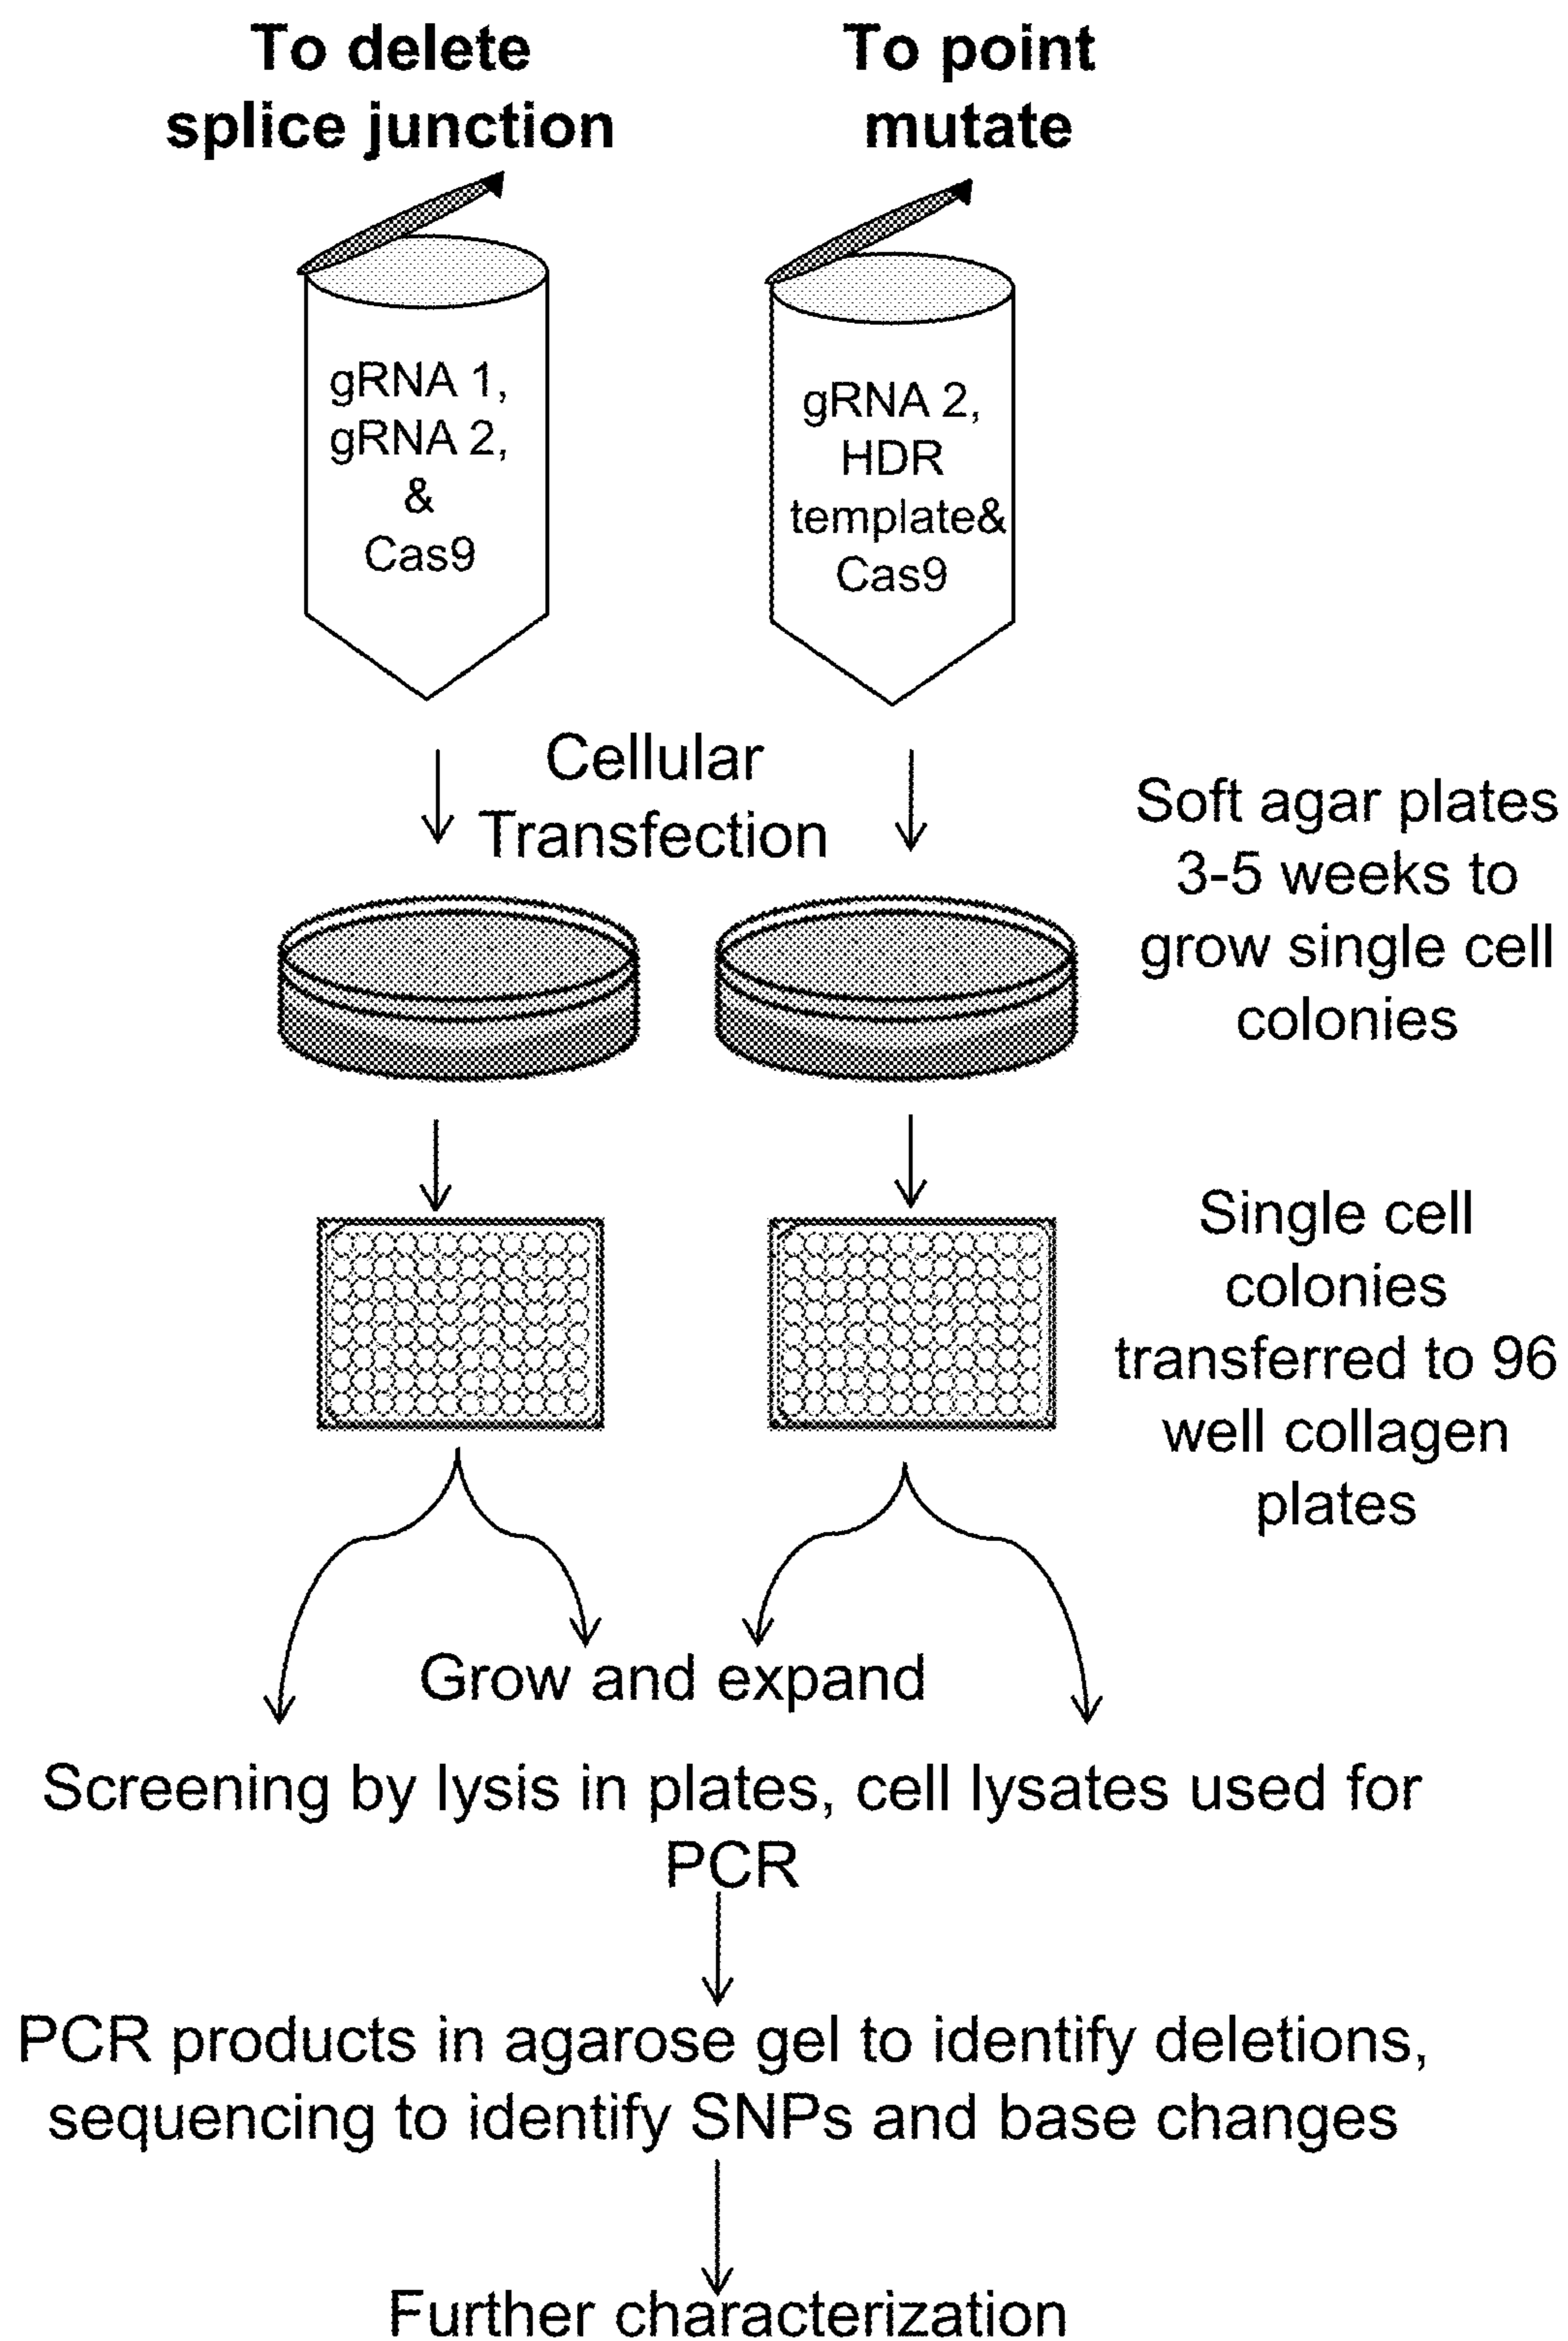 To delete
splice junction
To point
mutate
gRNA 1,
gRNA 2,
&
Cas9
gRNA 2,
HDR
template&
Cas9
Cellular
Transfection
Soft agar plates
3-5 weeks to
grow single cell
colonies
Single cell
colonies
transferred to 96
well collagen
plates
Grow and expand
Screening by lysis in plates, cell lysates used for
PCR
PCR products in agarose gel to identify deletions,
sequencing to identify SNPs and base changes
Further characterization